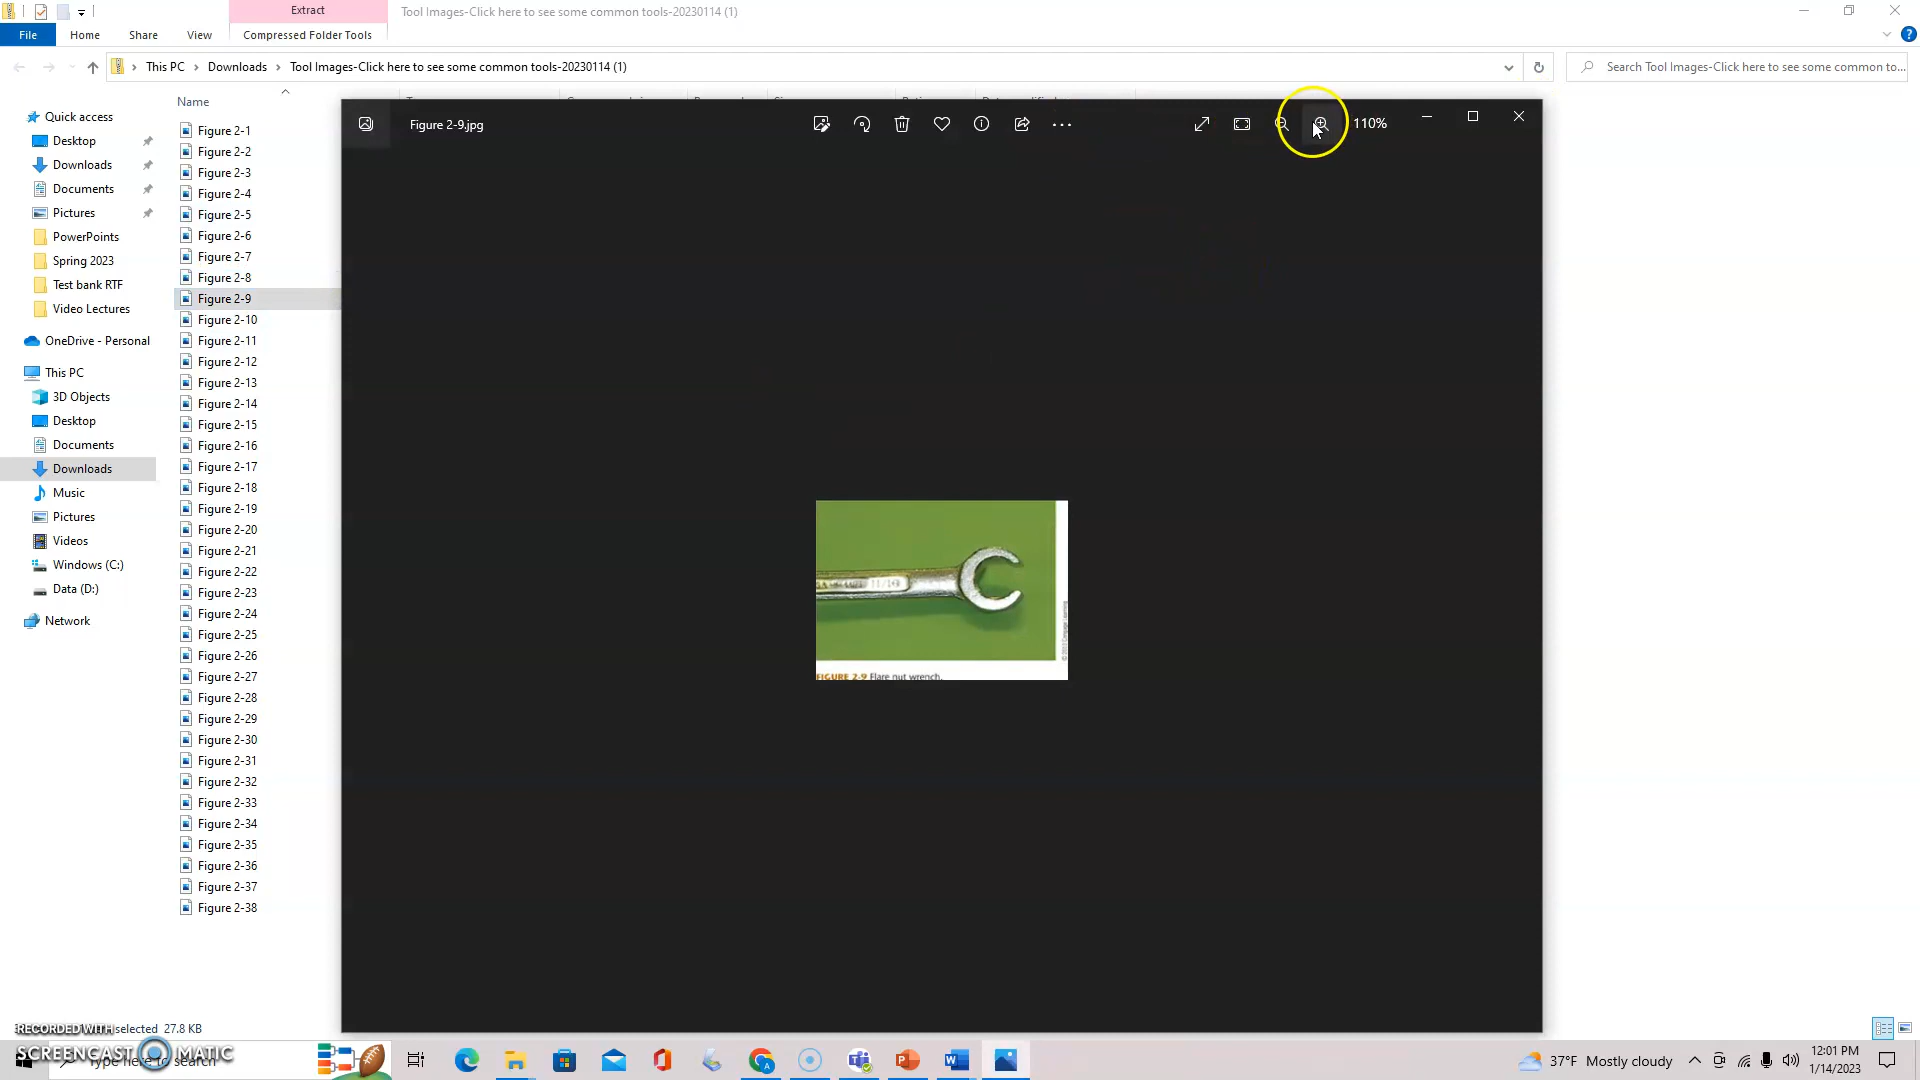 Extract
Tool Images-Click here to see some common tools-20230114 (1)
File
Home
Share
View
Compressed Folder Tools
This PC
Downloads
Tool Images-Click here to see some common tools-20230114 (1)
Search Tool Images-Click here to see some common to...
Name
Quick access
Desktop
Downloads
Documents
Pictures
PowerPoints
Spring 2023
Test bank RTF
Video Lectures
OneDrive - Personal
This PC
3D Objects
Desktop
Documents
Downloads
Music
Pictures
Videos
Windows (C:)
Data (D:)
Network
Figure 2-1
Figure 2-2
Figure 2-3
Figure 2-4
Figure 2-5
Figure 2-6
Figure 2-7
Figure 2-8
Figure 2-9
Figure 2-10
Figure 2-11
Figure 2-12
Figure 2-13
Figure 2-14
Figure 2-15
Figure 2-16
Figure 2-17
Figure 2-18
Figure 2-19
Figure 2-20
Figure 2-21
Figure 2-22
Figure 2-23
Figure 2-24
Figure 2-25
Figure 2-26
Figure 2-27
Figure 2-28
Figure 2-29
Figure 2-30
Figure 2-31
Figure 2-32
Figure 2-33
Figure 2-34
Figure 2-35
Figure 2-36
Figure 2-37
Figure 2-38
Figure 2-9.jpg
110%
11/16
FIGURE 2-9 Flare nut wrench.
selected 27.8 KB
RECORDED WITH
SCREENCAST MATIC
Type here to search
37°F Mostly cloudy
12:01 PM
1/14/2023